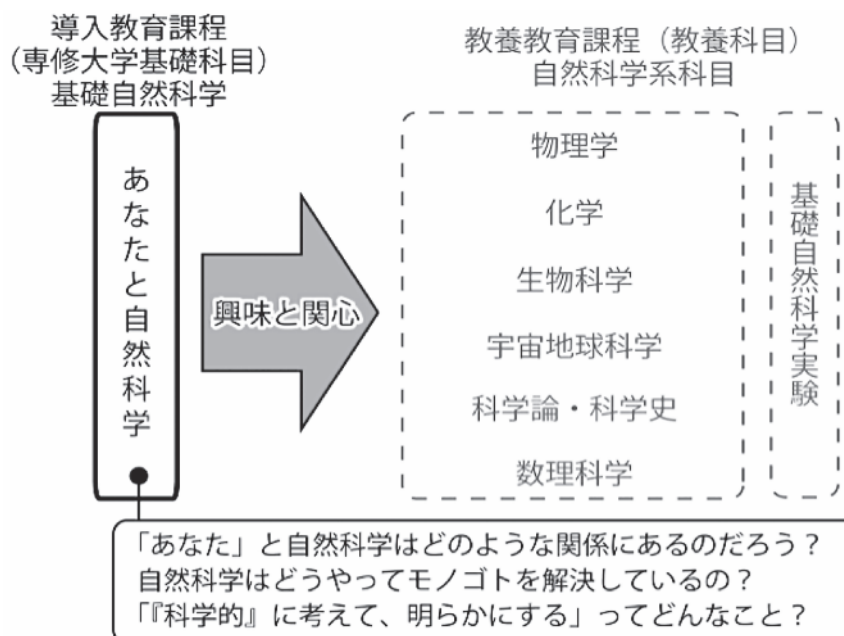 導入教育課程
（専修大学基礎科目）
基礎自然科学
あなたと自然科学
興味と関心
教養教育課程（教養科目）
自然科学系科目
物理学
化学
生物科学
宇宙地球科学
科学論・科学史
数理科学
基礎自然科学実験
「あなた」と自然科学はどのような関係にあるのだろう？
自然科学はどうやってモノゴトを解決しているの？
「『科学的』に考えて、明らかにする」ってどんなこと？